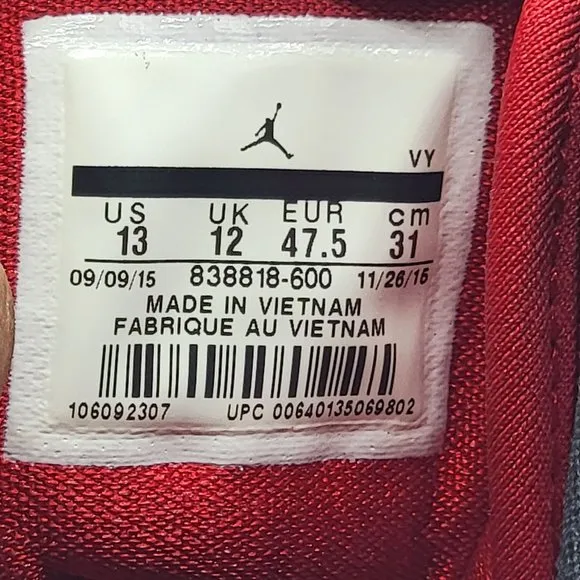 VY
US UK EUR cm
13 12 47.5 31
09/09/15 838818-600 11/26/15
MADE IN VIETNAM
FABRIQUE AU VIETNAM
106092307 UPC 00640135069802